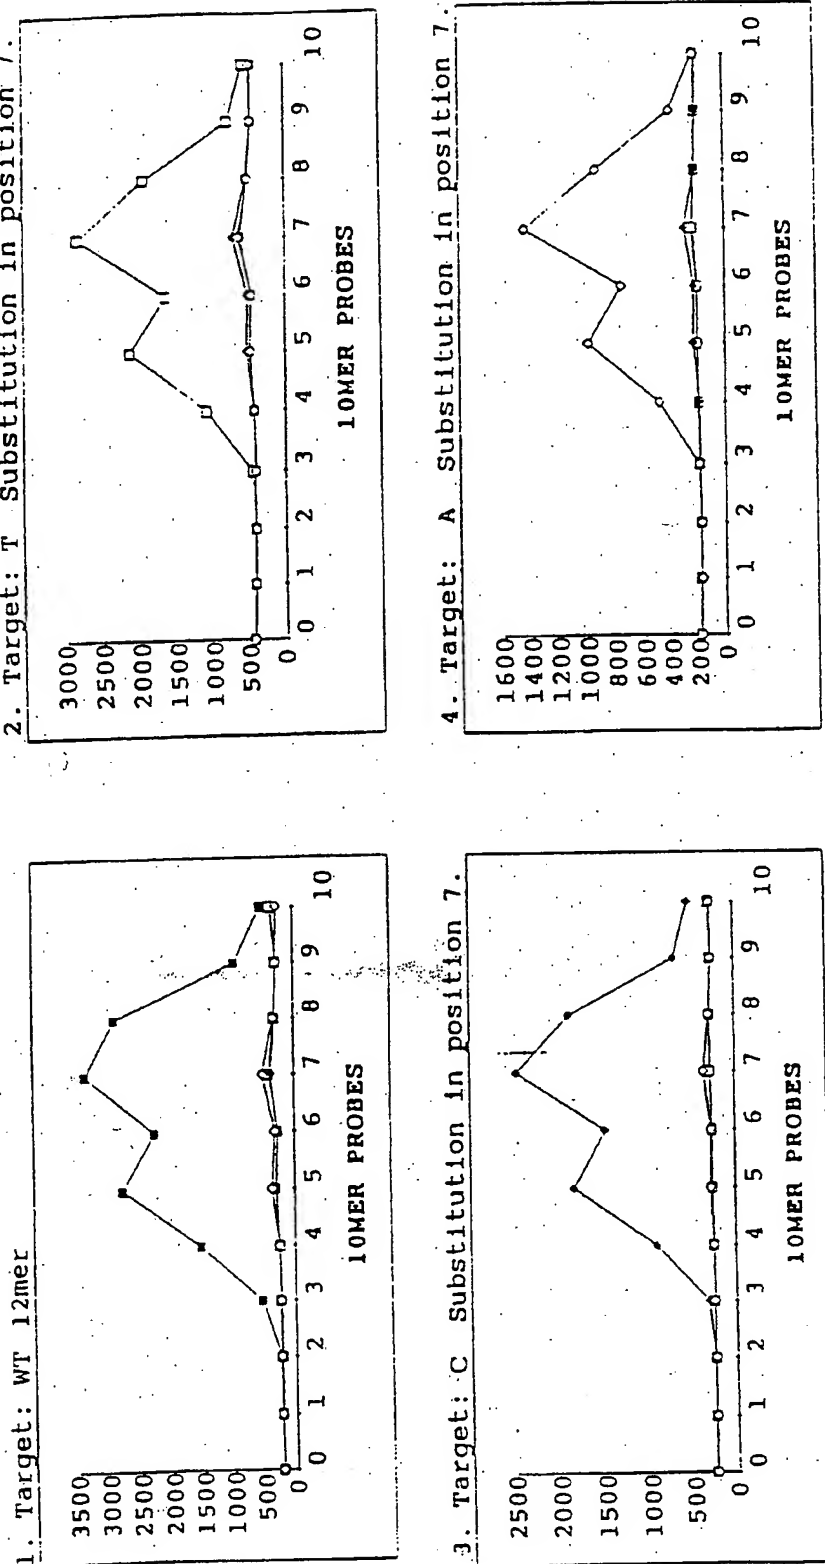 1. Target: WT 12mer
3500
3000
2500
2000
1500
1000
500
0
0 1 2 3 4 5 6 7 8 9 10
10MER PROBES
2. Target: T Substitution in position 7.
3000
2500
2000
1500
1000
500
0
0 1 2 3 4 5 6 7 8 9 10
10MER PROBES
3. Target: C Substitution in position 7.
2500
2000
1500
1000
500
0
0 1 2 3 4 5 6 7 8 9 10
10MER PROBES
4. Target: A Substitution in position 7.
1600
1400
1200
1000
800
600
400
200
0
0 1 2 3 4 5 6 7 8 9 10
10MER PROBES